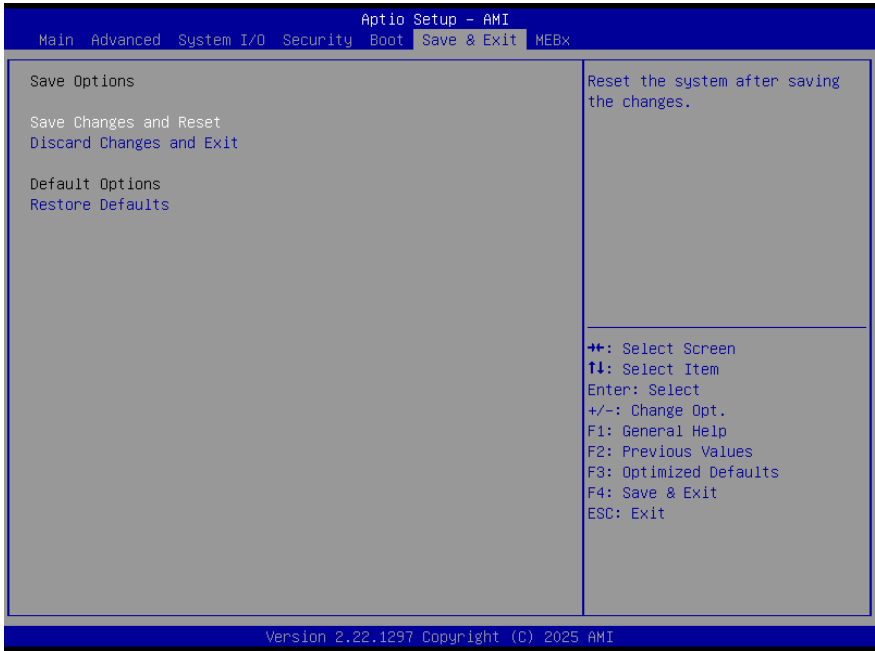 Aptio Setup – AMI
Main Advanced System I/O Security Boot Save & Exit MEBx
Save Options
Save Changes and Reset
Discard Changes and Exit
Default Options
Restore Defaults
Reset the system after saving
the changes.
→←: Select Screen
↑↓: Select Item
Enter: Select
+/-: Change Opt.
F1: General Help
F2: Previous Values
F3: Optimized Defaults
F4: Save & Exit
ESC: Exit
Version 2.22.1297 Copyright (C) 2025 AMI